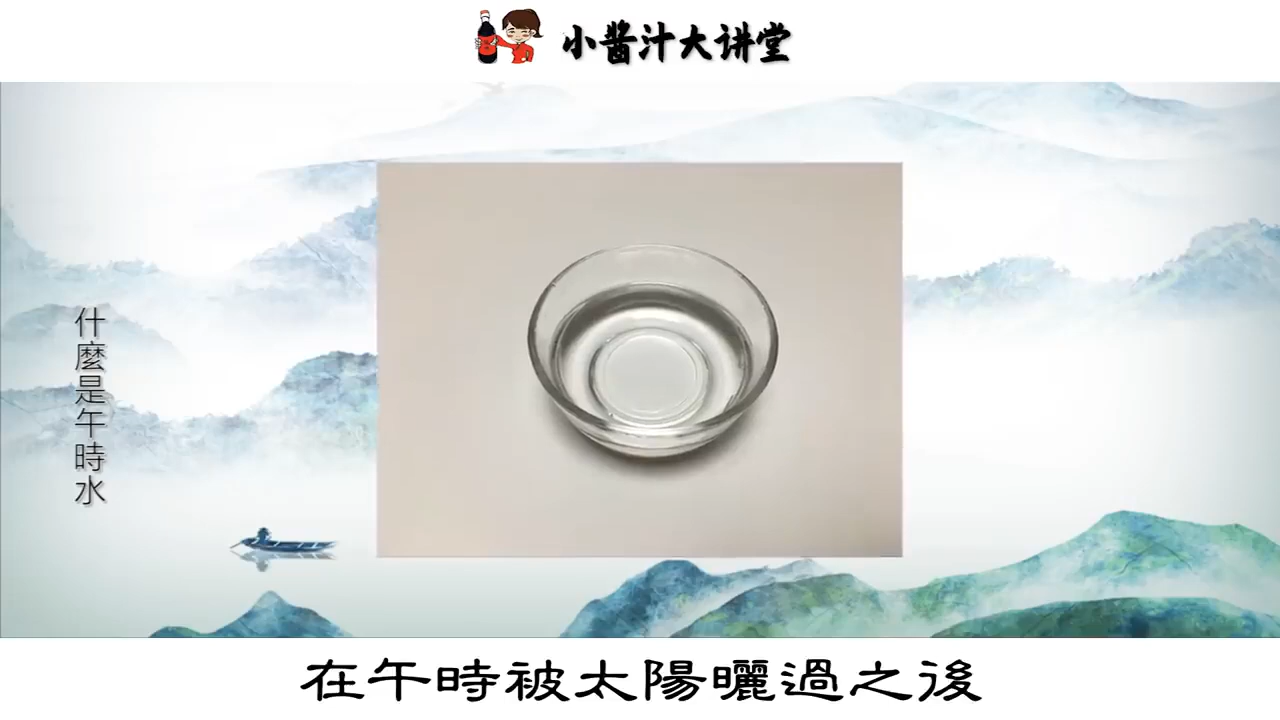 小酱汁大讲堂
什麼是午時水
在午時被太陽曬過之後